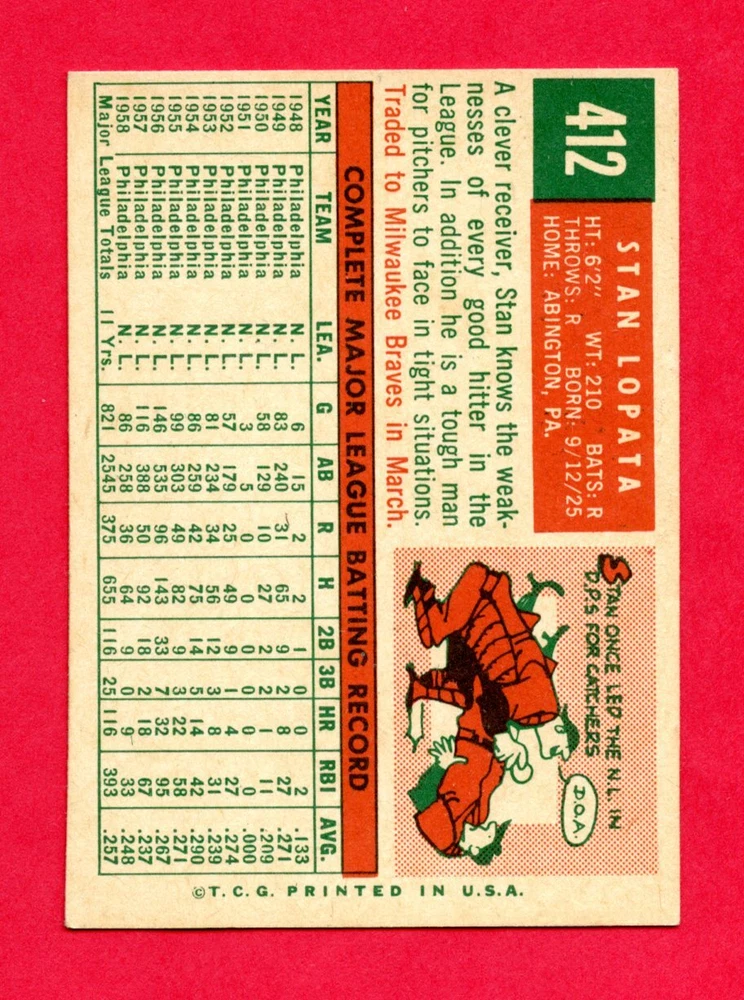 412
STAN LOPATA
HT: 6'2" WT: 210 BATS: R
THROWS: R BORN: 9/12/25
HOME: ABINGTON, PA.
STAN ONCE LED THE N.L. IN
D.P.'S FOR CATCHERS
D.O.A.
A clever receiver, Stan knows the weak-
nesses of every good hitter in the
League. In addition he is a tough man
for pitchers to face in tight situations.
Traded to Milwaukee Braves in March.
COMPLETE MAJOR LEAGUE BATTING RECORD
YEAR TEAM LEA. G AB R H 2B 3B HR RBI AVG.
1948 Philadelphia N.L. 6 15 2 2 1 0 0 2 .133
1949 Philadelphia N.L. 83 240 31 65 9 2 8 27 .271
1950 Philadelphia N.L. 58 129 10 27 2 2 1 11 .209
1951 Philadelphia N.L. 3 5 0 0 0 0 0 0 .000
1952 Philadelphia N.L. 57 179 25 49 9 1 4 27 .274
1953 Philadelphia N.L. 81 234 34 56 12 3 8 31 .239
1954 Philadelphia N.L. 86 259 42 75 14 5 14 42 .290
1955 Philadelphia N.L. 99 303 49 82 9 3 22 58 .271
1956 Philadelphia N.L. 146 535 96 143 33 7 32 95 .267
1957 Philadelphia N.L. 116 388 50 92 18 2 18 67 .237
1958 Philadelphia N.L. 86 258 36 64 9 0 9 33 .248
Major League Totals 11 Yrs. 821 2545 375 655 116 25 116 393 .257
© T.C.G. PRINTED IN U.S.A.